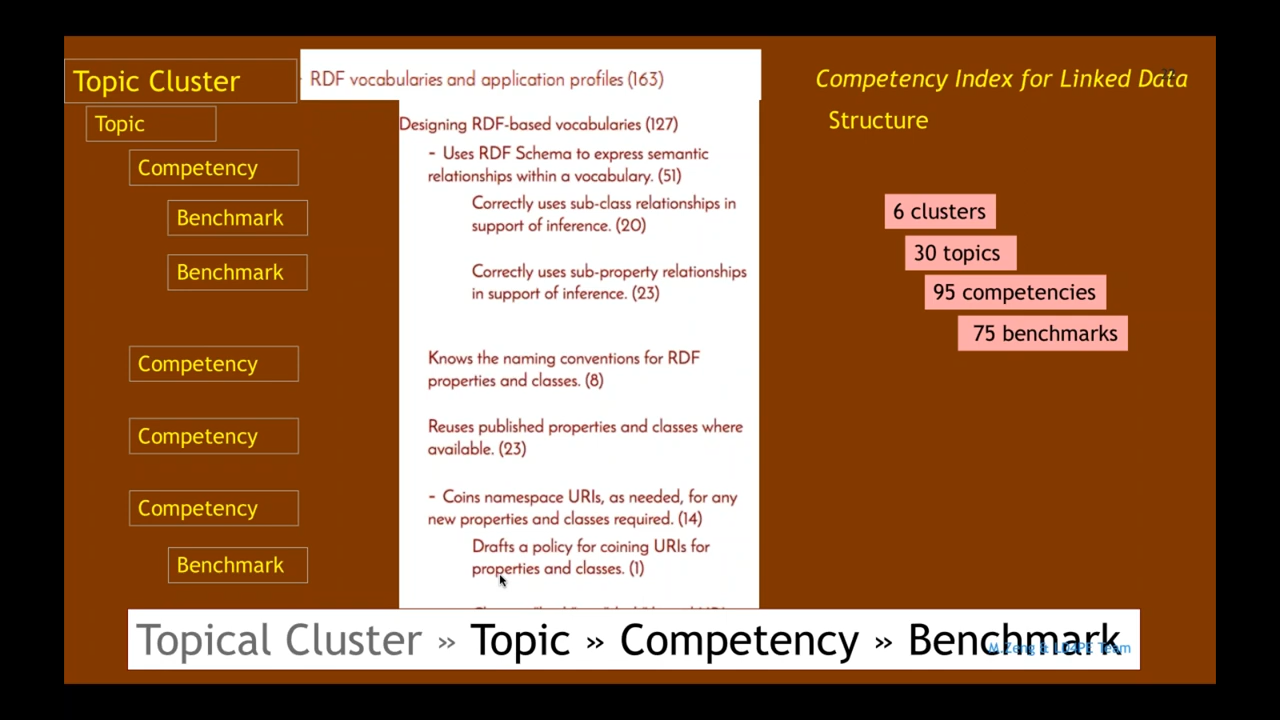 Topic Cluster
RDF vocabularies and application profiles (163)
Competency Index for Linked Data
Structure
Topic
Designing RDF-based vocabularies (127)
Competency
- Uses RDF Schema to express semantic
relationships within a vocabulary. (51)
Benchmark
Correctly uses sub-class relationships in
support of inference. (20)
Benchmark
Correctly uses sub-property relationships
in support of inference. (23)
6 clusters
30 topics
95 competencies
75 benchmarks
Competency
Knows the naming conventions for RDF
properties and classes. (8)
Competency
Reuses published properties and classes where
available. (23)
Competency
- Coins namespace URIs, as needed, for any
new properties and classes required. (14)
Benchmark
Drafts a policy for coining URIs for
properties and classes. (1)
Topical Cluster » Topic » Competency » Benchmark
M.Zeng & LD4PE Team